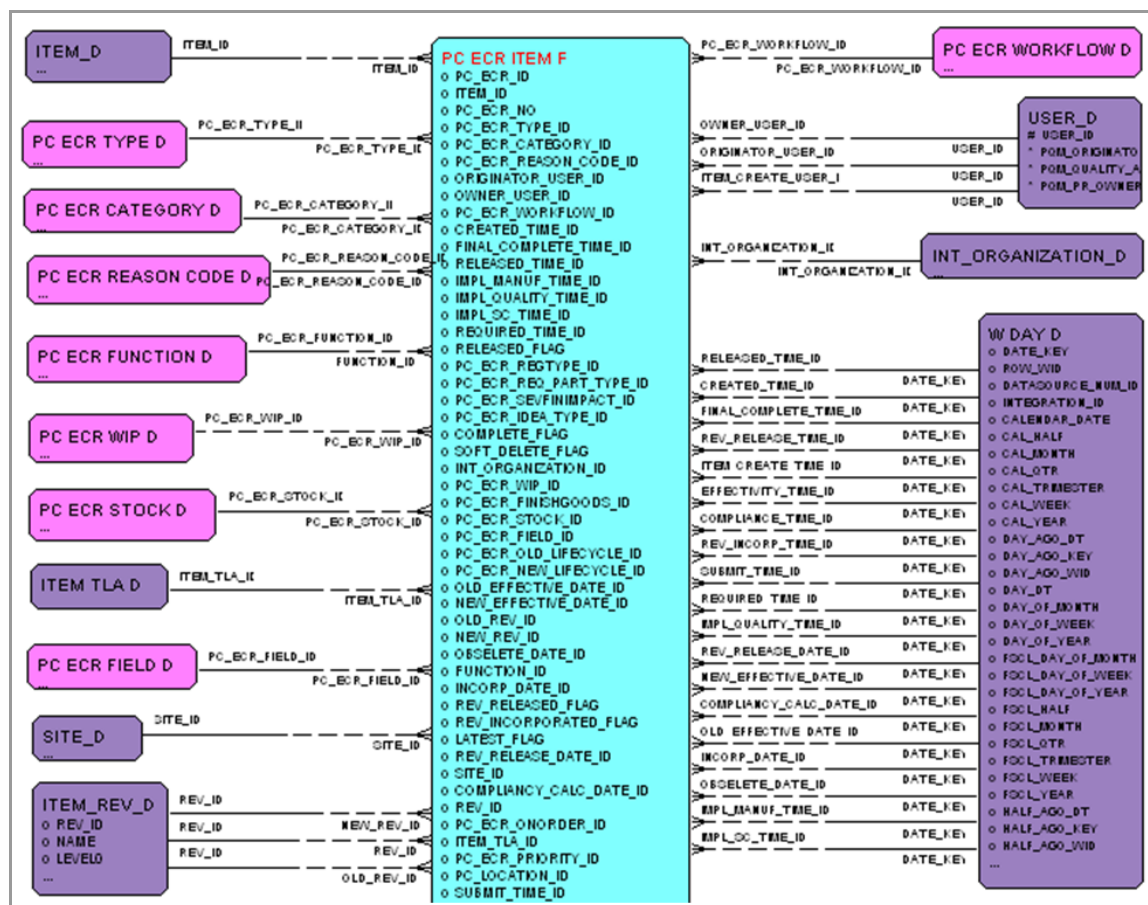 ITEM_D
...
ITEM_ID
ITEM_ID
PC ECR TYPE D
...
PC_ECR_TYPE_II
PC_ECR_TYPE_ID
PC ECR CATEGORY D
...
PC_ECR_CATEGORY_II
PC_ECR_CATEGORY_ID
PC ECR REASON CODE D
...
PC_ECR_REASON_CODE_ID
PC_ECR_REASON_CODE_ID
PC ECR FUNCTION D
...
PC_ECR_FUNCTION_ID
FUNCTION_ID
PC ECR WIP D
...
PC_ECR_WIP_ID
PC_ECR_WIP_ID
PC ECR STOCK D
...
PC_ECR_STOCK_ID
PC_ECR_STOCK_ID
ITEM TLA D
ITEM_TLA_ID
ITEM_TLA_ID
PC ECR FIELD D
...
PC_ECR_FIELD_ID
PC_ECR_FIELD_ID
SITE_D
...
SITE_ID
SITE_ID
ITEM_REV_D
o REV_ID
o NAME
o LEVEL0
...
REV_ID
NEW_REV_ID
REV_ID
REV_ID
REV_ID
OLD_REV_ID
PC ECR ITEM F
o PC_ECR_ID
o ITEM_ID
o PC_ECR_NO
o PC_ECR_TYPE_ID
o PC_ECR_CATEGORY_ID
o PC_ECR_REASON_CODE_ID
o ORIGINATOR_USER_ID
o OWNER_USER_ID
o PC_ECR_WORKFLOW_ID
o CREATED_TIME_ID
o FINAL_COMPLETE_TIME_ID
o RELEASED_TIME_ID
o IMPL_MANUF_TIME_ID
o IMPL_QUALITY_TIME_ID
o IMPL_SC_TIME_ID
o REQUIRED_TIME_ID
o RELEASED_FLAG
o PC_ECR_REGTYPE_ID
o PC_ECR_REQ_PART_TYPE_ID
o PC_ECR_SEVFINIMPACT_ID
o PC_ECR_IDEA_TYPE_ID
o COMPLETE_FLAG
o SOFT_DELETE_FLAG
o INT_ORGANIZATION_ID
o PC_ECR_WIP_ID
o PC_ECR_FINISHGOODS_ID
o PC_ECR_STOCK_ID
o PC_ECR_FIELD_ID
o PC_ECR_OLD_LIFECYCLE_ID
o PC_ECR_NEW_LIFECYCLE_ID
o OLD_EFFECTIVE_DATE_ID
o NEW_EFFECTIVE_DATE_ID
o OLD_REV_ID
o NEW_REV_ID
o OBSELETE_DATE_ID
o FUNCTION_ID
o INCORP_DATE_ID
o REV_RELEASED_FLAG
o REV_INCORPORATED_FLAG
o LATEST_FLAG
o REV_RELEASE_DATE_ID
o SITE_ID
o COMPLIANCY_CALC_DATE_ID
o REV_ID
o PC_ECR_ONORDER_ID
o ITEM_TLA_ID
o PC_ECR_PRIORITY_ID
o PC_LOCATION_ID
o SUBMIT_TIME_ID
PC_ECR_WORKFLOW_ID
PC_ECR_WORKFLOW_ID
PC ECR WORKFLOW D
...
OWNER_USER_ID
USER_ID
ORIGINATOR_USER_ID
USER_ID
ITEM_CREATE_USER_I
USER_ID
USER_D
# USER_ID
* PQM_ORIGINATO
* PQM_QUALITY_A
* PQM_PR_OWNER
INT_ORGANIZATION_ID
INT_ORGANIZATION_ID
INT_ORGANIZATION_D
...
RELEASED_TIME_ID
DATE_KEY
CREATED_TIME_ID
DATE_KEY
FINAL_COMPLETE_TIME_ID
DATE_KEY
REV_RELEASE_TIME_ID
DATE_KEY
ITEM CREATE TIME ID
DATE_KEY
EFFECTIVITY_TIME_ID
DATE_KEY
COMPLIANCE_TIME_ID
DATE_KEY
REV_INCORP_TIME_ID
DATE_KEY
SUBMIT_TIME_ID
DATE_KEY
REQUIRED TIME ID
DATE_KEY
IMPL_QUALITY_TIME_ID
DATE_KEY
REV_RELEASE_DATE_ID
DATE_KEY
NEW_EFFECTIVE_DATE_ID
DATE_KEY
COMPLIANCY_CALC_DATE_ID
DATE_KEY
OLD EFFECTIVE DATE ID
DATE_KEY
INCORP_DATE_ID
DATE_KEY
OBSELETE_DATE_ID
DATE_KEY
IMPL_MANUF_TIME_ID
DATE_KEY
IMPL_SC_TIME_ID
DATE_KEY
W DAY D
o DATE_KEY
o ROW_WID
o DATASOURCE_NUM_ID
o INTEGRATION_ID
o CALENDAR_DATE
o CAL_HALF
o CAL_MONTH
o CAL_QTR
o CAL_TRIMESTER
o CAL_WEEK
o CAL_YEAR
o DAY_AGO_DT
o DAY_AGO_KEY
o DAY_AGO_WID
o DAY_DT
o DAY_OF_MONTH
o DAY_OF_WEEK
o DAY_OF_YEAR
o FSCL_DAY_OF_MONTH
o FSCL_DAY_OF_WEEK
o FSCL_DAY_OF_YEAR
o FSCL_HALF
o FSCL_MONTH
o FSCL_QTR
o FSCL_TRIMESTER
o FSCL_WEEK
o FSCL_YEAR
o HALF_AGO_DT
o HALF_AGO_KEY
o HALF_AGO_WID
...